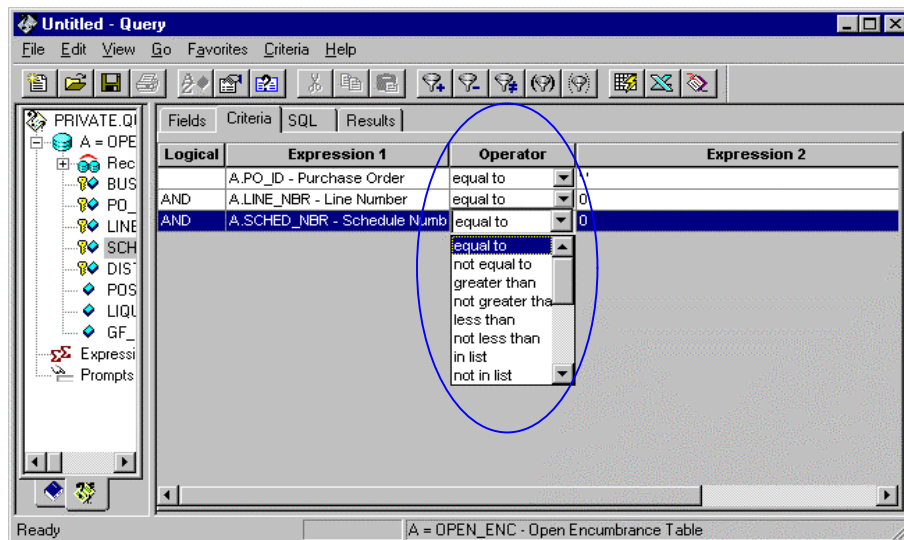 Untitled - Query
File Edit View Go Favorites Criteria Help
PRIVATE.QI
A = OPE
Rec
BUS
PO_
LINE
SCH
DIST
POS
LIQU
GF_
Expressi
Prompts
Fields Criteria SQL Results
Logical Expression 1 Operator Expression 2
A.PO_ID - Purchase Order equal to ' '
AND A.LINE_NBR - Line Number equal to 0
AND A.SCHED_NBR - Schedule Numb equal to 0
equal to
not equal to
greater than
not greater tha
less than
not less than
in list
not in list
Ready A = OPEN_ENC - Open Encumbrance Table